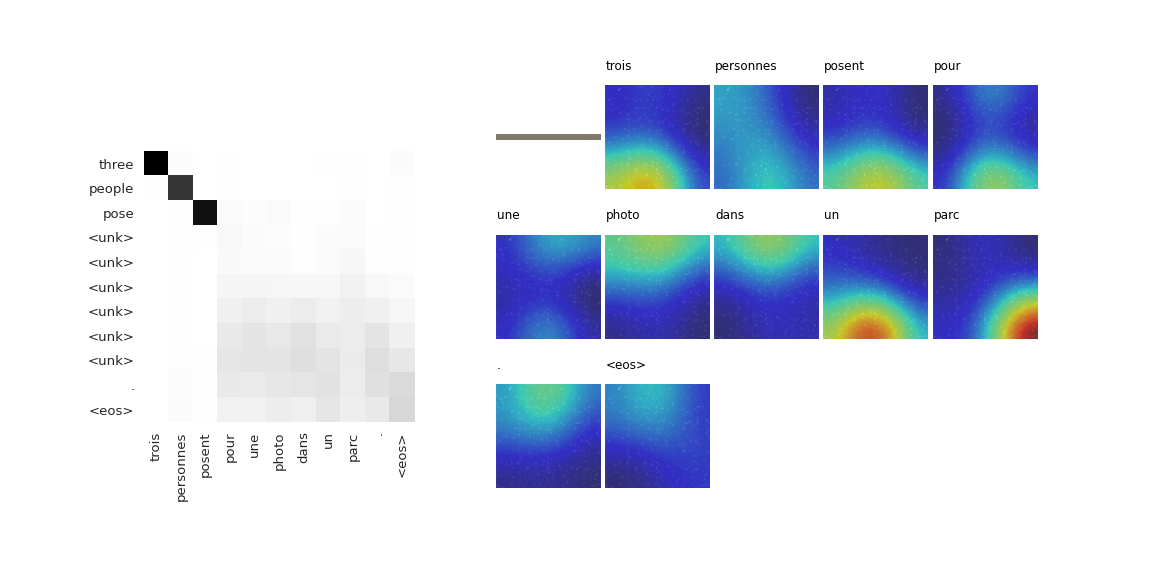 three
people
pose
<unk>
<unk>
<unk>
<unk>
<unk>
<unk>
.
<eos>
trois
personnes
posent
pour
une
photo
dans
un
parc
.
<eos>
trois personnes posent pour
une photo dans un parc
. <eos>